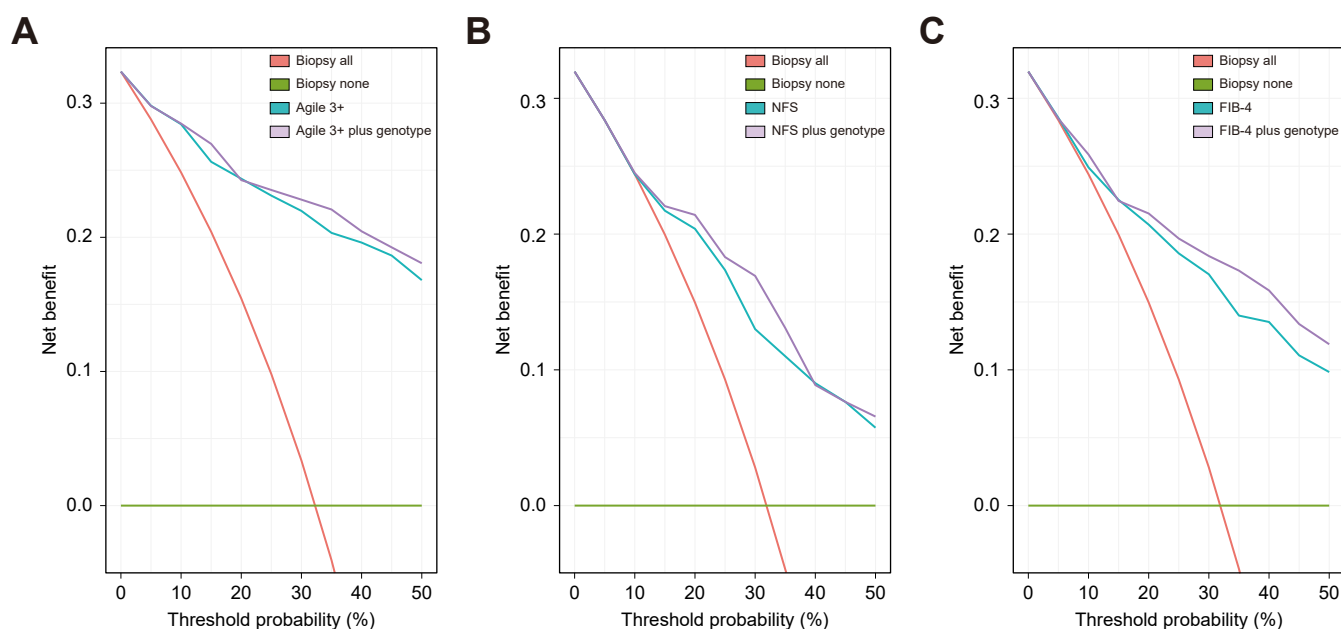 A
Biopsy all
Biopsy none
Agile 3+
Agile 3+ plus genotype
Net benefit
0.3
0.2
0.1
0.0
0 10 20 30 40 50
Threshold probability (%)
B
Biopsy all
Biopsy none
NFS
NFS plus genotype
Net benefit
0.3
0.2
0.1
0.0
0 10 20 30 40 50
Threshold probability (%)
C
Biopsy all
Biopsy none
FIB-4
FIB-4 plus genotype
Net benefit
0.3
0.2
0.1
0.0
0 10 20 30 40 50
Threshold probability (%)